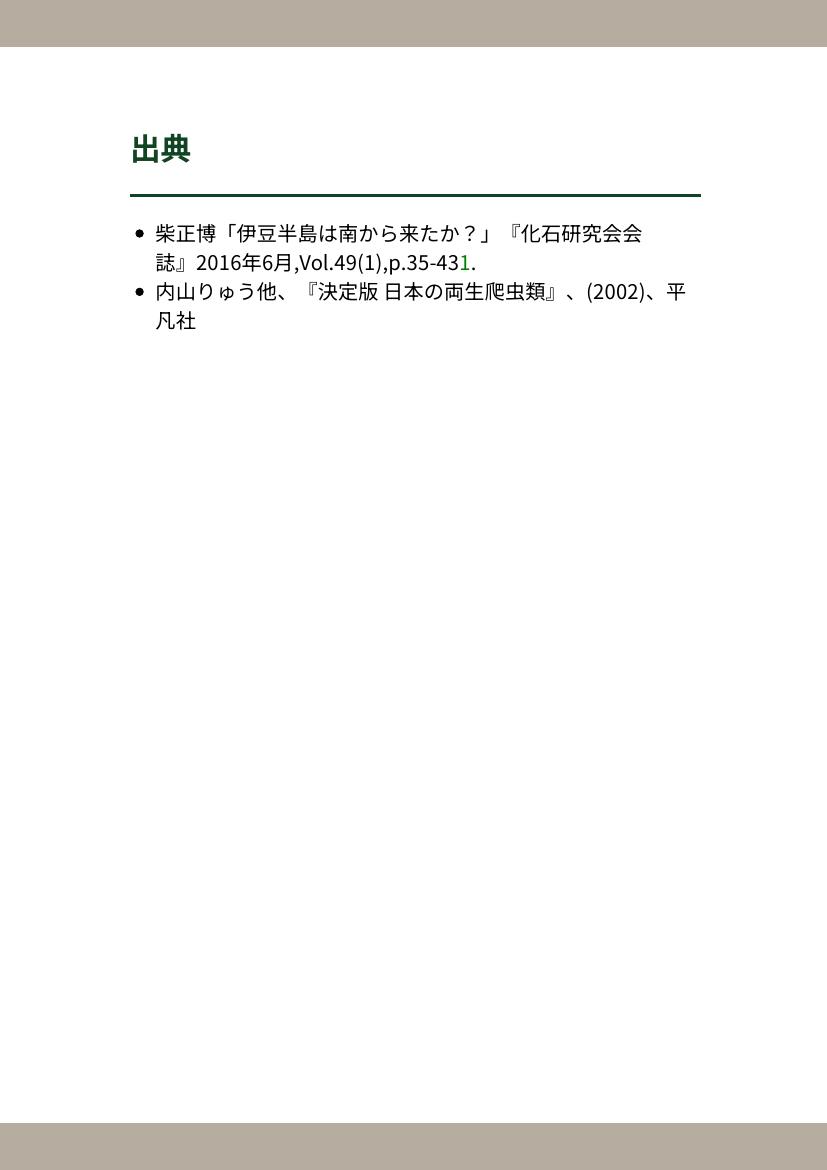 出典
• 柴正博「伊豆半島は南から来たか？」『化石研究会会
誌』2016年6月,Vol.49(1),p.35-431.
• 内山りゅう他、『決定版 日本の両生爬虫類』、(2002)、平
凡社